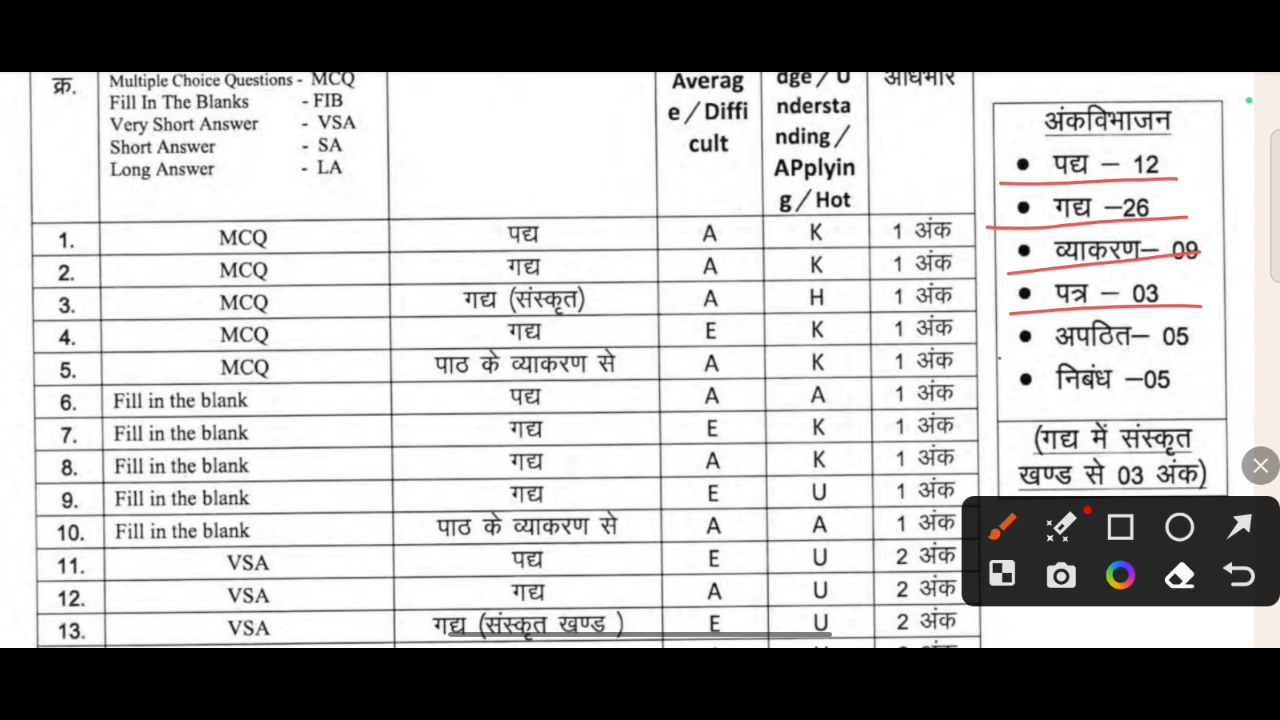 क्र.
Multiple Choice Questions - MCQ
Fill In The Blanks - FIB
Very Short Answer - VSA
Short Answer - SA
Long Answer - LA
Averag
e / Diffi
cult
dge / U
ndersta
nding /
APplyin
g / Hot
1. MCQ पद्य A K 1 अंक
2. MCQ गद्य A K 1 अंक
3. MCQ गद्य (संस्कृत) A H 1 अंक
4. MCQ गद्य E K 1 अंक
5. MCQ पाठ के व्याकरण से A K 1 अंक
6. Fill in the blank पद्य A A 1 अंक
7. Fill in the blank गद्य E K 1 अंक
8. Fill in the blank गद्य A K 1 अंक
9. Fill in the blank गद्य E U 1 अंक
10. Fill in the blank पाठ के व्याकरण से A A 1 अंक
11. VSA पद्य E U 2 अंक
12. VSA गद्य A U 2 अंक
13. VSA गद्य (संस्कृत खण्ड ) E U 2 अंक
अंकविभाजन
• पद्य – 12
• गद्य –26
• व्याकरण– 09
• पत्र – 03
• अपठित– 05
• निबंध –05
(गद्य में संस्कृत
खण्ड से 03 अंक)